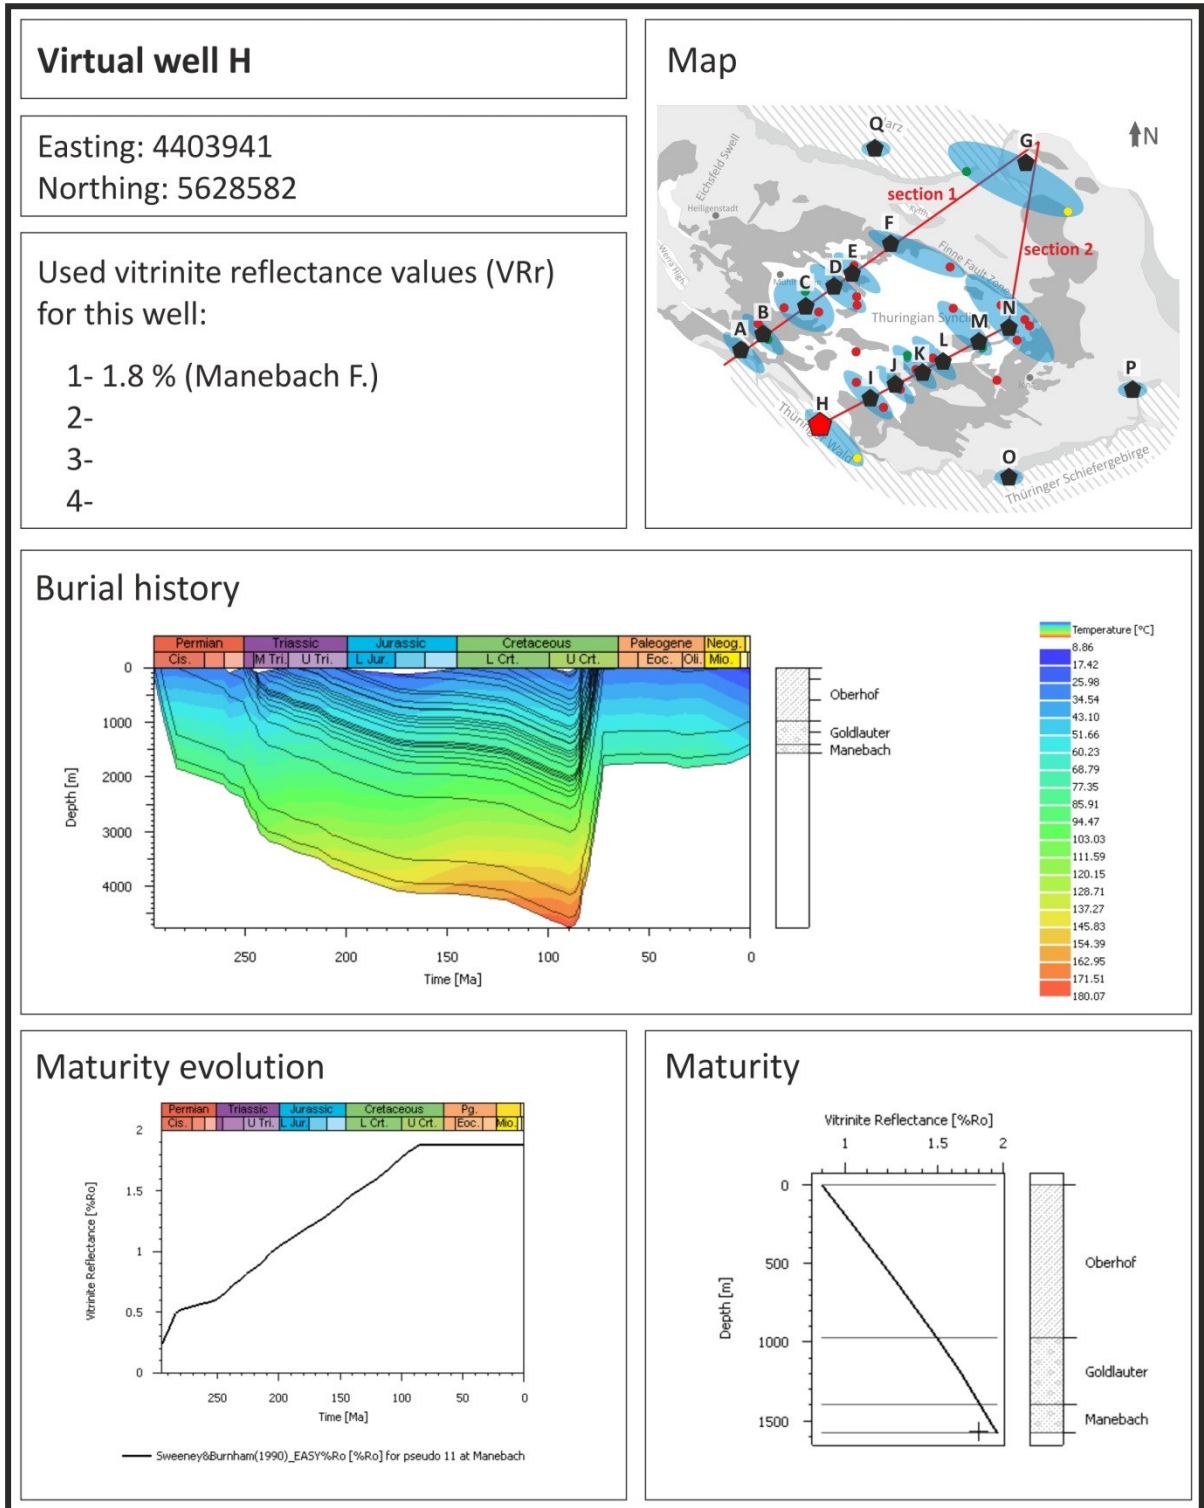 Virtual well H
Easting: 4403941
Northing: 5628582
Used vitrinite reflectance values (VRr)
for this well:
1- 1.8 % (Manebach F.)
2-
3-
4-
Map
N
Q
G
Eichsfeld Swell
Heiligenstadt
section 1
F
section 2
Werra High
E
D
Finne Fault Zone
C
Thuringian Syncl
M
N
B
A
L
K
J
I
P
H
Thüringer Wald
O
Thüringer Schiefergebirge
Burial history
Permian Triassic Jurassic Cretaceous Paleogene Neog.
Cis. M Tri. U Tri. L Jur. L Crt. U Crt. Eoc. Oli. Mio.
0
1000
2000
3000
4000
Depth [m]
250 200 150 100 50 0
Time [Ma]
Oberhof
Goldlauter
Manebach
Temperature [°C]
8.86
17.42
25.98
34.54
43.10
51.66
60.23
68.79
77.35
85.91
94.47
103.03
111.59
120.15
128.71
137.27
145.83
154.39
162.95
171.51
180.07
Maturity evolution
Permian Triassic Jurassic Cretaceous Pg.
Cis. U Tri. L Jur. L Crt. U Crt. Eoc. Mio.
2
1.5
1
0.5
0
Vitrinite Reflectance [%Ro]
250 200 150 100 50 0
Time [Ma]
Sweeney&Burnham(1990)_EASY%Ro [%Ro] for pseudo 11 at Manebach
Maturity
Vitrinite Reflectance [%Ro]
1 1.5 2
0
500
1000
1500
Depth [m]
Oberhof
Goldlauter
Manebach